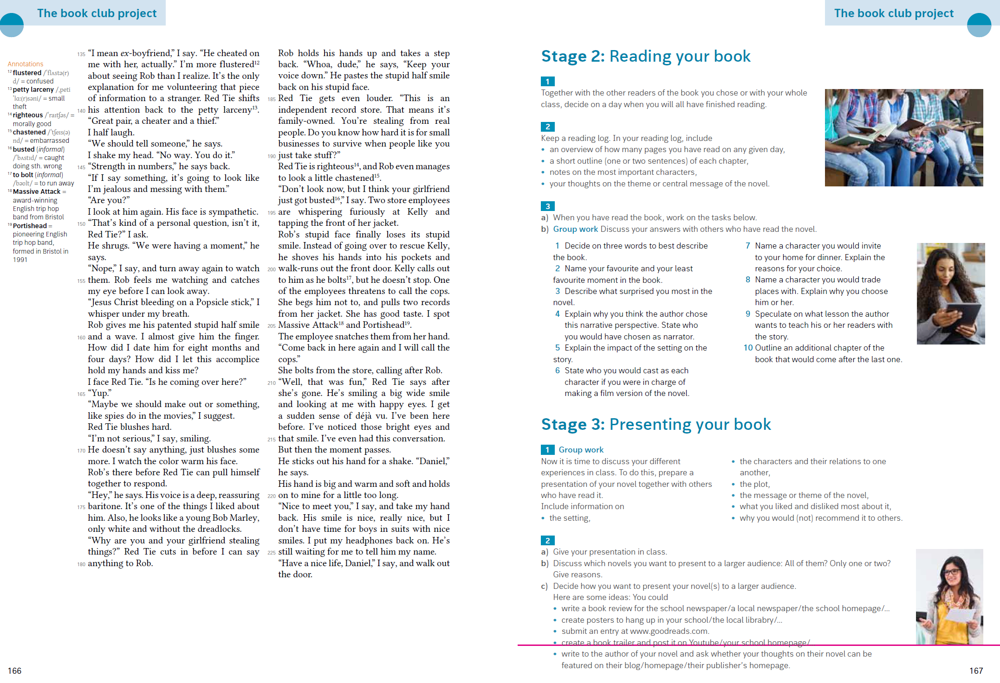 The book club project
Annotations
12 flustered /ˈflʌstə(r)
d/ = confused
13 petty larceny /ˌpeti
ˈlɑː(r)səni/ = small
theft
14 righteous /ˈraɪtʃəs/ =
morally good
15 chastened /ˈtʃeɪs(ə)
nd/ = embarrassed
16 busted (informal)
/ˈbʌstɪd/ = caught
doing sth. wrong
17 to bolt (informal)
/bəʊlt/ = to run away
18 Massive Attack =
award-winning
English trip hop
band from Bristol
19 Portishead =
pioneering English
trip hop band,
formed in Bristol in
1991
135 “I mean ex-boyfriend,” I say. “He cheated on
me with her, actually.” I’m more flustered12
about seeing Rob than I realize. It’s the only
explanation for me volunteering that piece
of information to a stranger. Red Tie shifts
140 his attention back to the petty larceny13.
“Great pair, a cheater and a thief.”
I half laugh.
“We should tell someone,” he says.
I shake my head. “No way. You do it.”
145 “Strength in numbers,” he says back.
“If I say something, it’s going to look like
I’m jealous and messing with them.”
“Are you?”
I look at him again. His face is sympathetic.
150 “That’s kind of a personal question, isn’t it,
Red Tie?” I ask.
He shrugs. “We were having a moment,” he
says.
“Nope,” I say, and turn away again to watch
155 them. Rob feels me watching and catches
my eye before I can look away.
“Jesus Christ bleeding on a Popsicle stick,” I
whisper under my breath.
Rob gives me his patented stupid half smile
160 and a wave. I almost give him the finger.
How did I date him for eight months and
four days? How did I let this accomplice
hold my hands and kiss me?
I face Red Tie. “Is he coming over here?”
165 “Yup.”
“Maybe we should make out or something,
like spies do in the movies,” I suggest.
Red Tie blushes hard.
“I’m not serious,” I say, smiling.
170 He doesn’t say anything, just blushes some
more. I watch the color warm his face.
Rob’s there before Red Tie can pull himself
together to respond.
“Hey,” he says. His voice is a deep, reassuring
175 baritone. It’s one of the things I liked about
him. Also, he looks like a young Bob Marley,
only white and without the dreadlocks.
“Why are you and your girlfriend stealing
things?” Red Tie cuts in before I can say
180 anything to Rob.
Rob holds his hands up and takes a step
back. “Whoa, dude,” he says, “Keep your
voice down.” He pastes the stupid half smile
back on his stupid face.
185 Red Tie gets even louder. “This is an
independent record store. That means it’s
family-owned. You’re stealing from real
people. Do you know how hard it is for small
businesses to survive when people like you
190 just take stuff?”
Red Tie is righteous14, and Rob even manages
to look a little chastened15.
“Don’t look now, but I think your girlfriend
just got busted16,” I say. Two store employees
195 are whispering furiously at Kelly and
tapping the front of her jacket.
Rob’s stupid face finally loses its stupid
smile. Instead of going over to rescue Kelly,
he shoves his hands into his pockets and
200 walk-runs out the front door. Kelly calls out
to him as he bolts17, but he doesn’t stop. One
of the employees threatens to call the cops.
She begs him not to, and pulls two records
from her jacket. She has good taste. I spot
205 Massive Attack18 and Portishead19.
The employee snatches them from her hand.
“Come back in here again and I will call the
cops.”
She bolts from the store, calling after Rob.
210 “Well, that was fun,” Red Tie says after
she’s gone. He’s smiling a big wide smile
and looking at me with happy eyes. I get
a sudden sense of déjà vu. I’ve been here
before. I’ve noticed those bright eyes and
215 that smile. I’ve even had this conversation.
But then the moment passes.
He sticks out his hand for a shake. “Daniel,”
he says.
His hand is big and warm and soft and holds
220 on to mine for a little too long.
“Nice to meet you,” I say, and take my hand
back. His smile is nice, really nice, but I
don’t have time for boys in suits with nice
smiles. I put my headphones back on. He’s
225 still waiting for me to tell him my name.
“Have a nice life, Daniel,” I say, and walk out
the door.
166
The book club project
Stage 2: Reading your book
1
Together with the other readers of the book you chose or with your whole
class, decide on a day when you will all have finished reading.
2
Keep a reading log. In your reading log, include
• an overview of how many pages you have read on any given day,
• a short outline (one or two sentences) of each chapter,
• notes on the most important characters,
• your thoughts on the theme or central message of the novel.
3
a) When you have read the book, work on the tasks below.
b) Group work Discuss your answers with others who have read the novel.
1 Decide on three words to best describe
the book.
2 Name your favourite and your least
favourite moment in the book.
3 Describe what surprised you most in the
novel.
4 Explain why you think the author chose
this narrative perspective. State who
you would have chosen as narrator.
5 Explain the impact of the setting on the
story.
6 State who you would cast as each
character if you were in charge of
making a film version of the novel.
7 Name a character you would invite
to your home for dinner. Explain the
reasons for your choice.
8 Name a character you would trade
places with. Explain why you choose
him or her.
9 Speculate on what lesson the author
wants to teach his or her readers with
the story.
10 Outline an additional chapter of the
book that would come after the last one.
Stage 3: Presenting your book
1 Group work
Now it is time to discuss your different
experiences in class. To do this, prepare a
presentation of your novel together with others
who have read it.
Include information on
• the setting,
• the characters and their relations to one
another,
• the plot,
• the message or theme of the novel,
• what you liked and disliked most about it,
• why you would (not) recommend it to others.
2
a) Give your presentation in class.
b) Discuss which novels you want to present to a larger audience: All of them? Only one or two?
Give reasons.
c) Decide how you want to present your novel(s) to a larger audience.
Here are some ideas: You could
• write a book review for the school newspaper/a local newspaper/the school homepage/...
• create posters to hang up in your school/the local librabry/...
• submit an entry at www.goodreads.com.
• create a book trailer and post it on Youtube/your school homepage/
• write to the author of your novel and ask whether your thoughts on their novel can be
featured on their blog/homepage/their publisher’s homepage.
167